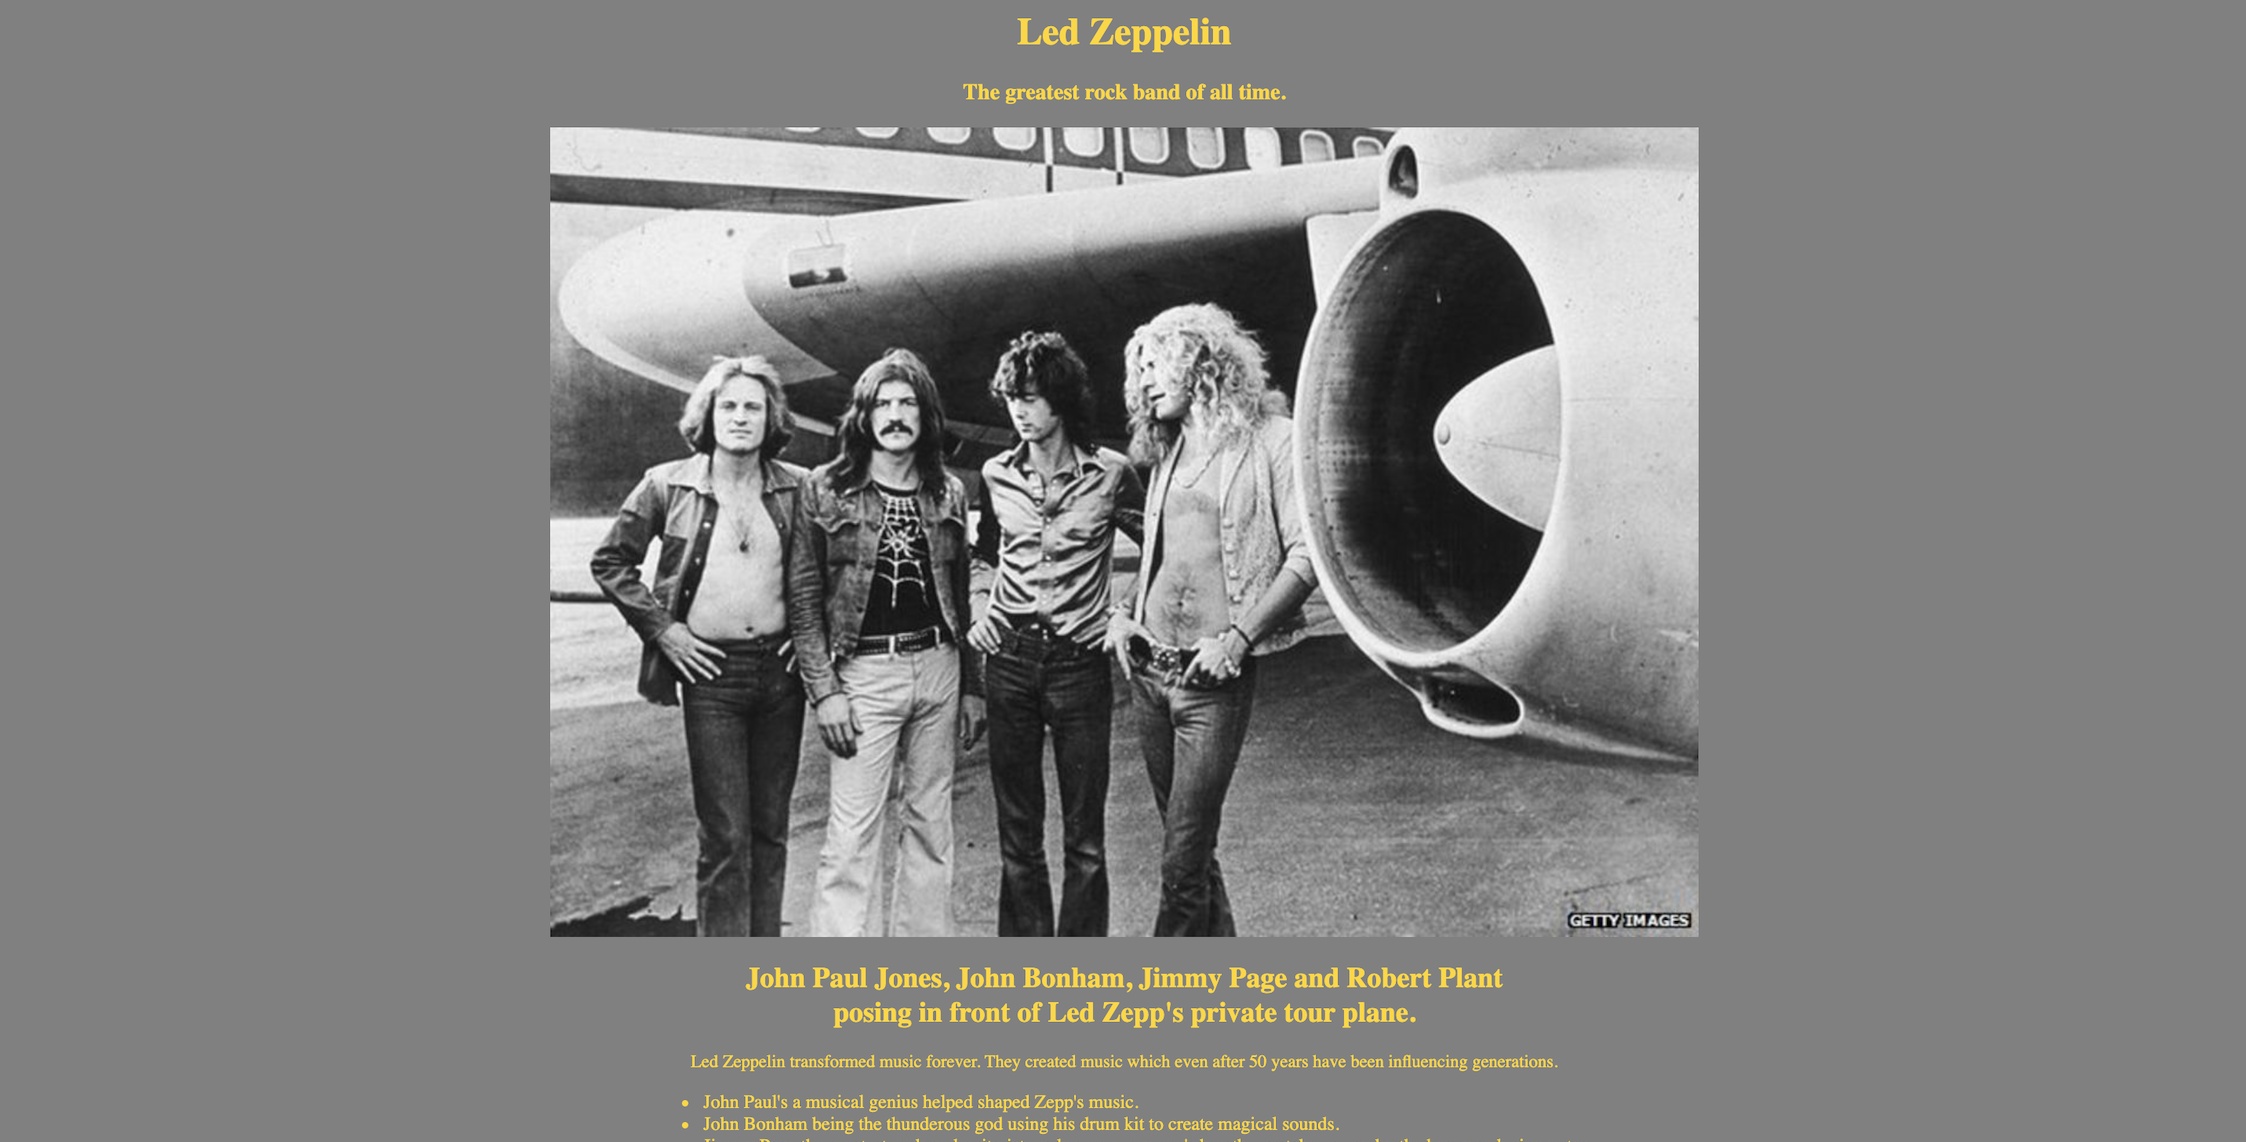 Led Zeppelin
The greatest rock band of all time.
GETTY IMAGES
John Paul Jones, John Bonham, Jimmy Page and Robert Plant
posing in front of Led Zepp's private tour plane.
Led Zeppelin transformed music forever. They created music which even after 50 years have been influencing generations.
John Paul's a musical genius helped shaped Zepp's music.
John Bonham being the thunderous god using his drum kit to create magical sounds.